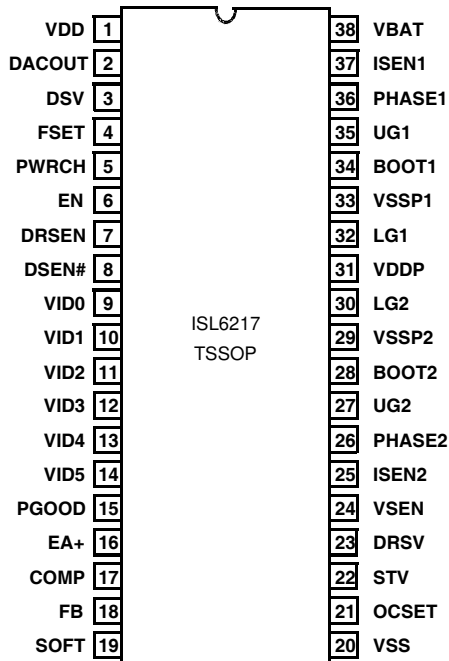 VDD 1 38 VBAT
DACOUT 2 37 ISEN1
DSV 3 36 PHASE1
FSET 4 35 UG1
PWRCH 5 34 BOOT1
EN 6 33 VSSP1
DRSEN 7 32 LG1
DSEN# 8 31 VDDP
VID0 9 30 LG2
ISL6217
VID1 10 29 VSSP2
TSSOP
VID2 11 28 BOOT2
VID3 12 27 UG2
VID4 13 26 PHASE2
VID5 14 25 ISEN2
PGOOD 15 24 VSEN
EA+ 16 23 DRSV
COMP 17 22 STV
FB 18 21 OCSET
SOFT 19 20 VSS